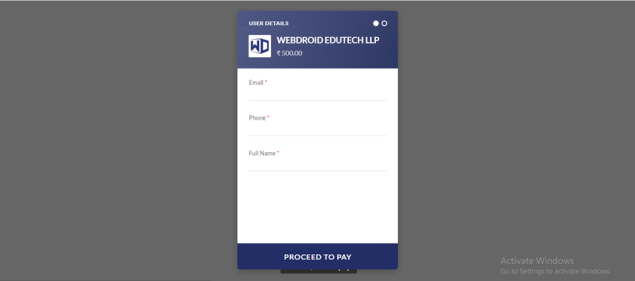 USER DETAILS
WD
WEBDROID EDUTECH LLP
₹ 500.00
Email *
Phone *
Full Name *
PROCEED TO PAY
Activate Windows
Go to Settings to activate Windows.